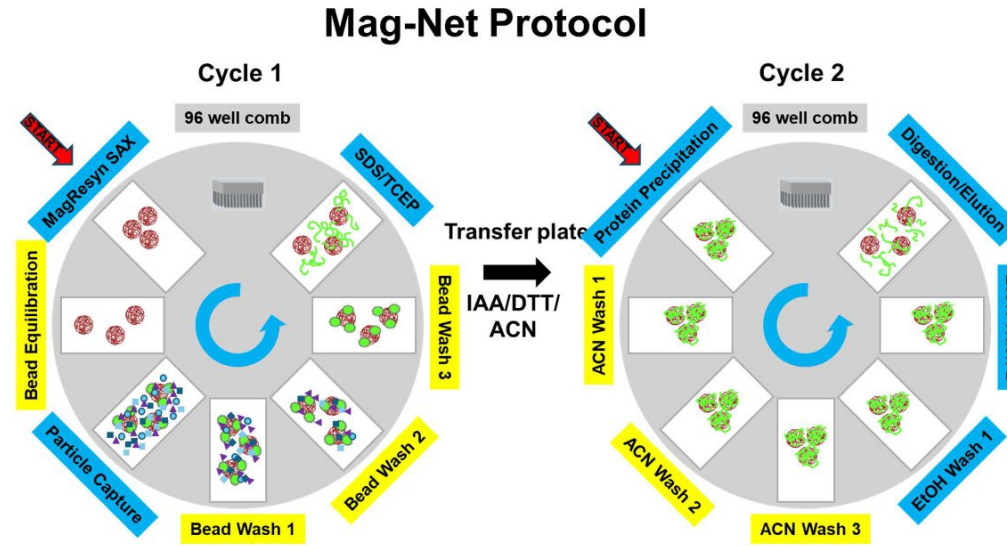 Mag-Net Protocol
Cycle 1
96 well comb
START
MagResyn SAX
Bead Equilibration
Particle Capture
Bead Wash 1
Bead Wash 2
Bead Wash 3
SDS/TCEP
Transfer plate
IAA/DTT/
ACN
Cycle 2
96 well comb
START
Protein Precipitation
ACN Wash 1
ACN Wash 2
ACN Wash 3
EtOH Wash 1
Digestion/Elution